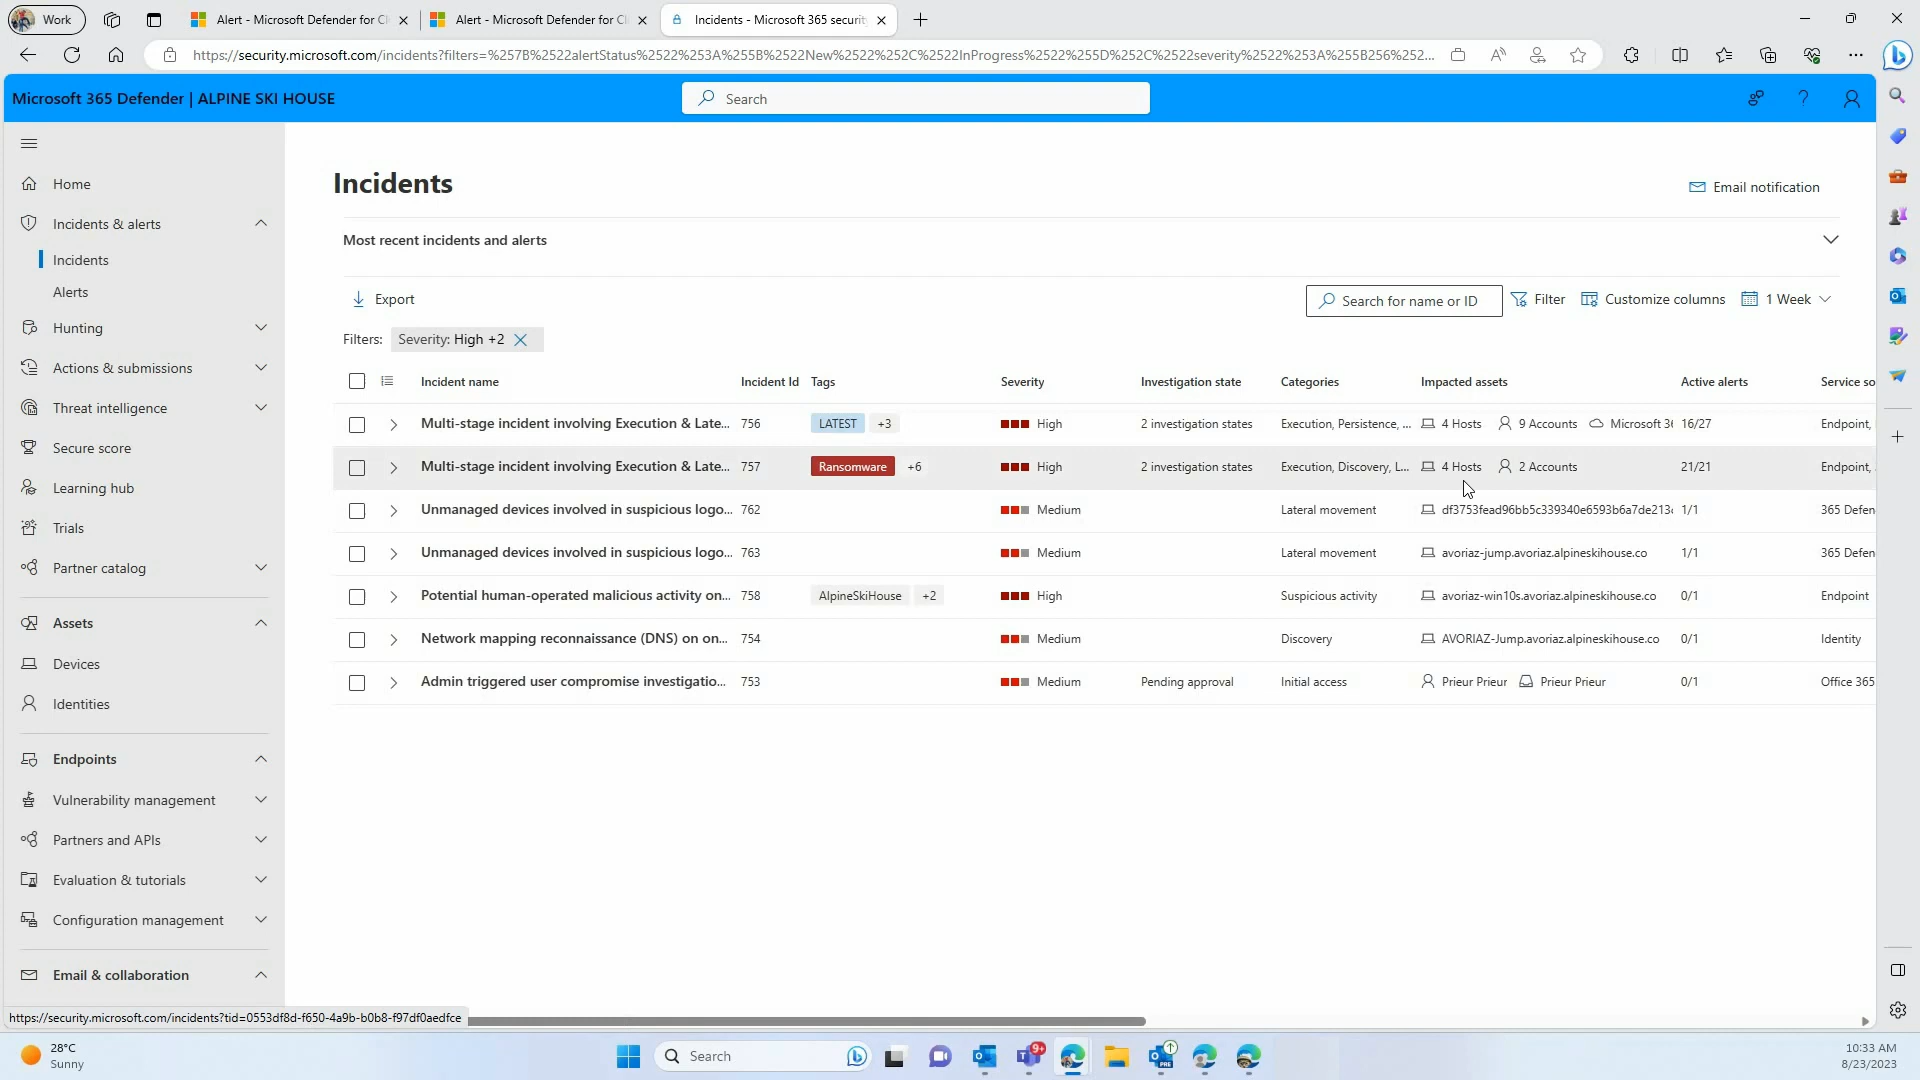 Work
Alert - Microsoft Defender for Cl
Alert - Microsoft Defender for Cl
Incidents - Microsoft 365 securit
https://security.microsoft.com/incidents?filters=%257B%2522alertStatus%2522%253A%255B%2522New%2522%252C%2522InProgress%2522%255D%252C%2522severity%2522%253A%255B256%252...
Microsoft 365 Defender | ALPINE SKI HOUSE
Search
Home
Incidents & alerts
Incidents
Alerts
Hunting
Actions & submissions
Threat intelligence
Secure score
Learning hub
Trials
Partner catalog
Assets
Devices
Identities
Endpoints
Vulnerability management
Partners and APIs
Evaluation & tutorials
Configuration management
Email & collaboration
Incidents
Email notification
Most recent incidents and alerts
Export
Search for name or ID
Filter
Customize columns
1 Week
Filters: Severity: High +2
Incident name Incident Id Tags Severity Investigation state Categories Impacted assets Active alerts Service so
Multi-stage incident involving Execution & Late... 756 LATEST +3 High 2 investigation states Execution, Persistence, ... 4 Hosts 9 Accounts Microsoft 36 16/27 Endpoint,
Multi-stage incident involving Execution & Late... 757 Ransomware +6 High 2 investigation states Execution, Discovery, L... 4 Hosts 2 Accounts 21/21 Endpoint,
Unmanaged devices involved in suspicious logo... 762 Medium Lateral movement df3753fead96bb5c339340e6593b6a7de213c 1/1 365 Defen
Unmanaged devices involved in suspicious logo... 763 Medium Lateral movement avoriaz-jump.avoriaz.alpineskihouse.co 1/1 365 Defen
Potential human-operated malicious activity on... 758 AlpineSkiHouse +2 High Suspicious activity avoriaz-win10s.avoriaz.alpineskihouse.co 0/1 Endpoint
Network mapping reconnaissance (DNS) on on... 754 Medium Discovery AVORIAZ-Jump.avoriaz.alpineskihouse.co 0/1 Identity
Admin triggered user compromise investigatio... 753 Medium Pending approval Initial access Prieur Prieur Prieur Prieur 0/1 Office 365
https://security.microsoft.com/incidents?tid=0553df8d-f650-4a9b-b0b8-f97df0aedfce
28°C
Sunny
Search
9+
PRE
10:33 AM
8/23/2023